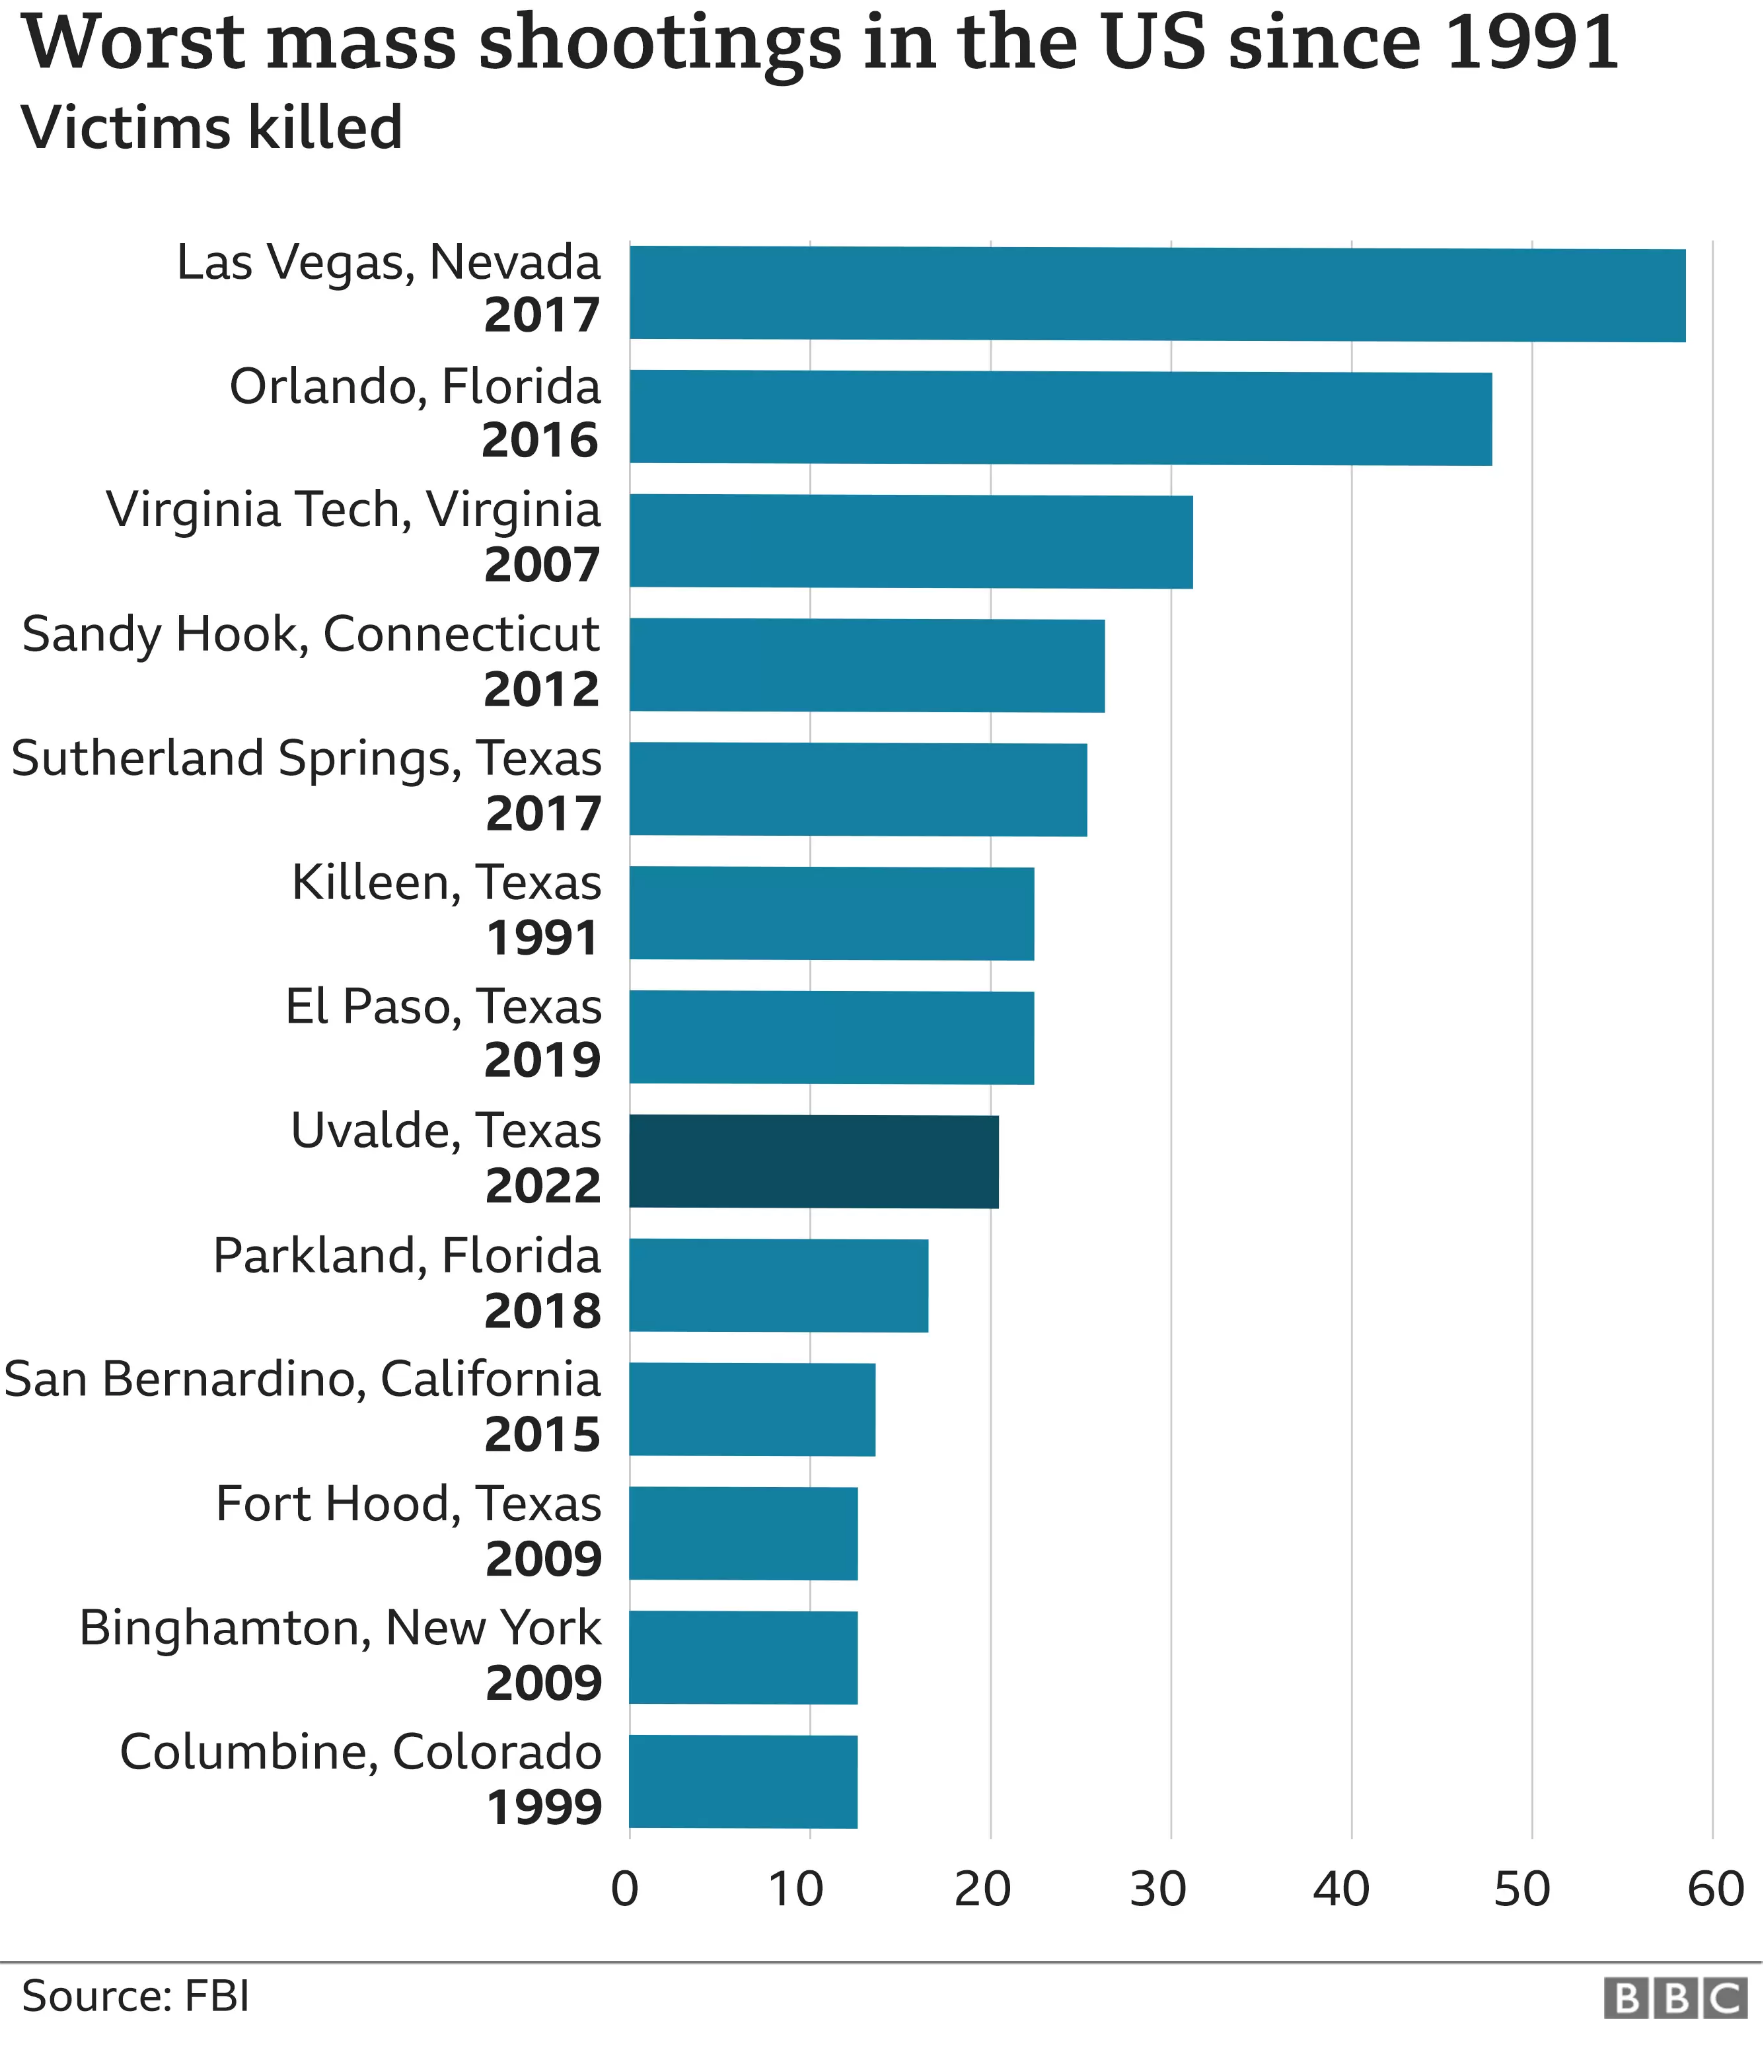 Worst mass shootings in the US since 1991
Victims killed
Las Vegas, Nevada
2017
Orlando, Florida
2016
Virginia Tech, Virginia
2007
Sandy Hook, Connecticut
2012
Sutherland Springs, Texas
2017
Killeen, Texas
1991
El Paso, Texas
2019
Uvalde, Texas
2022
Parkland, Florida
2018
San Bernardino, California
2015
Fort Hood, Texas
2009
Binghamton, New York
2009
Columbine, Colorado
1999
0 10 20 30 40 50 60
Source: FBI
BBC